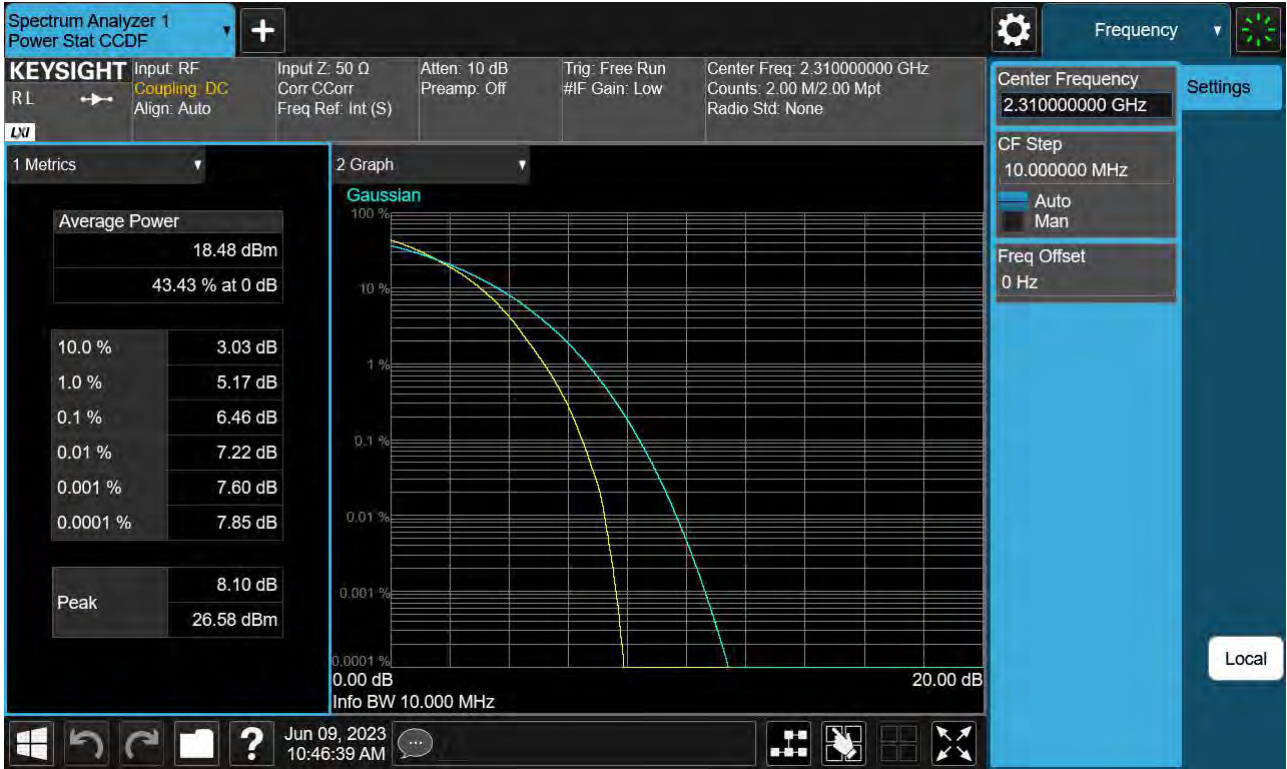 Spectrum Analyzer 1
Power Stat CCDF
Frequency
KEYSIGHT
R L
LXI
Input: RF
Coupling: DC
Align: Auto
Input Z: 50 Ω
Corr CCorr
Freq Ref: Int (S)
Atten: 10 dB
Preamp: Off
Trig: Free Run
#IF Gain: Low
Center Freq: 2.310000000 GHz
Counts: 2.00 M/2.00 Mpt
Radio Std: None
Center Frequency
2.310000000 GHz
Settings
CF Step
10.000000 MHz
Auto
Man
Freq Offset
0 Hz
Local
1 Metrics
Average Power
18.48 dBm
43.43 % at 0 dB
10.0 % 3.03 dB
1.0 % 5.17 dB
0.1 % 6.46 dB
0.01 % 7.22 dB
0.001 % 7.60 dB
0.0001 % 7.85 dB
Peak
8.10 dB
26.58 dBm
2 Graph
Gaussian
100 %
10 %
1 %
0.1 %
0.01 %
0.001 %
0.0001 %
0.00 dB 20.00 dB
Info BW 10.000 MHz
?
Jun 09, 2023
10:46:39 AM